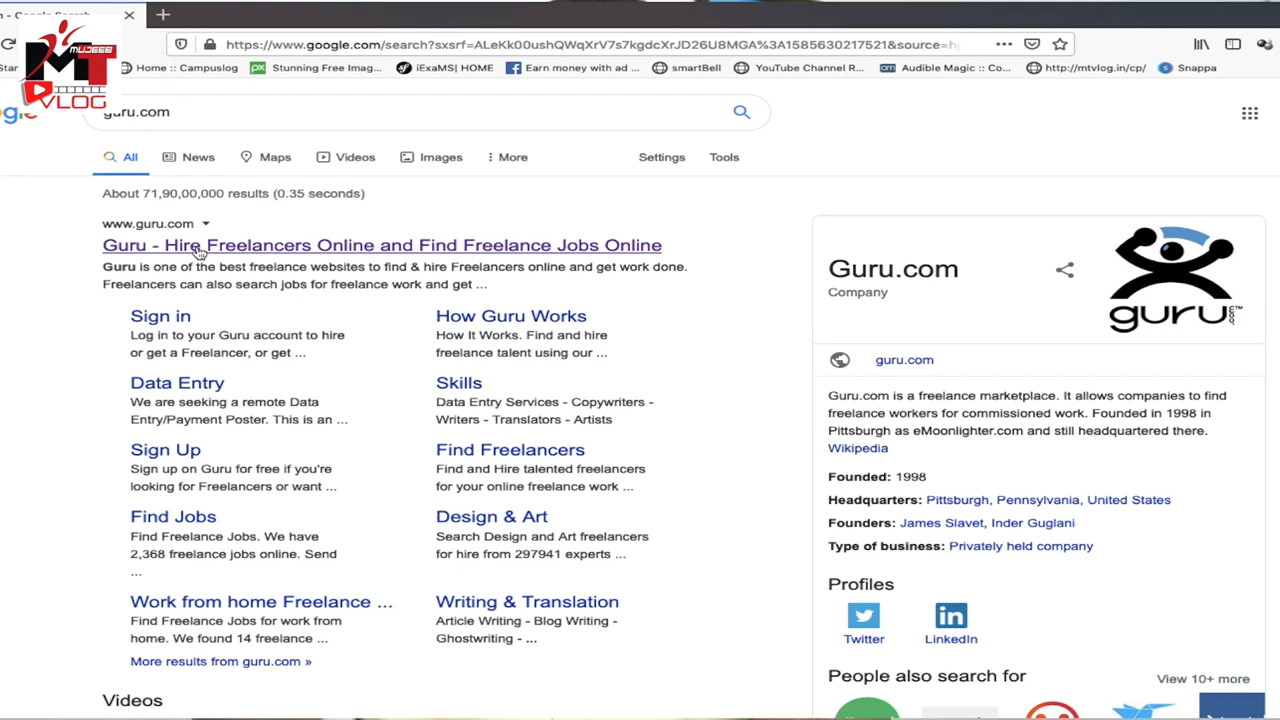 Google Search
https://www.google.com/search?sxsrf=ALeKk00ushQWqXrV7s7kgdcXrJD26U8MGA%3A1595630217521&source=h
Star
Home :: Campuslog
Stunning Free Imag...
iExaMS| HOME
Earn money with ad ...
smartBell
YouTube Channel R...
Audible Magic :: Co...
http://mtvlog.in/cp/
Snappa
MUJEEB
MT
VLOG
guru.com
All
News
Maps
Videos
Images
More
Settings
Tools
About 71,90,00,000 results (0.35 seconds)
www.guru.com
Guru - Hire Freelancers Online and Find Freelance Jobs Online
Guru is one of the best freelance websites to find & hire Freelancers online and get work done.
Freelancers can also search jobs for freelance work and get ...
Sign in
Log in to your Guru account to hire
or get a Freelancer, or get ...
How Guru Works
How It Works. Find and hire
freelance talent using our ...
Data Entry
We are seeking a remote Data
Entry/Payment Poster. This is an ...
Skills
Data Entry Services - Copywriters -
Writers - Translators - Artists
Sign Up
Sign up on Guru for free if you're
looking for Freelancers or want ...
Find Freelancers
Find and Hire talented freelancers
for your online freelance work ...
Find Jobs
Find Freelance Jobs. We have
2,368 freelance jobs online. Send
...
Design & Art
Search Design and Art freelancers
for hire from 297941 experts ...
Work from home Freelance ...
Find Freelance Jobs for work from
home. We found 14 freelance ...
Writing & Translation
Article Writing - Blog Writing -
Ghostwriting - ...
More results from guru.com »
Videos
Guru.com
Company
guru.com™
guru.com
Guru.com is a freelance marketplace. It allows companies to find
freelance workers for commissioned work. Founded in 1998 in
Pittsburgh as eMoonlighter.com and still headquartered there.
Wikipedia
Founded: 1998
Headquarters: Pittsburgh, Pennsylvania, United States
Founders: James Slavet, Inder Guglani
Type of business: Privately held company
Profiles
Twitter
LinkedIn
People also search for
View 10+ more